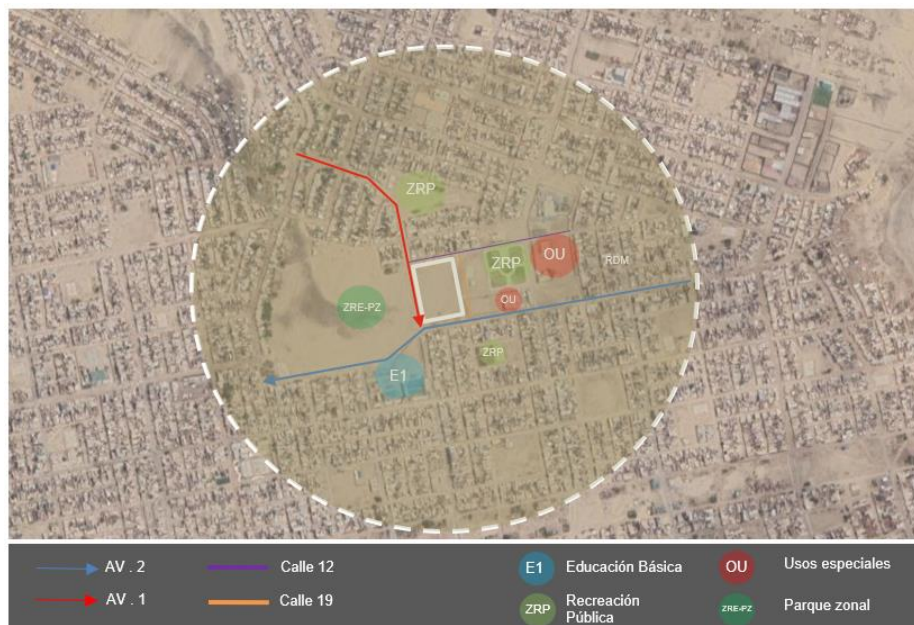 ZRP
ZRP
OU
RDM
ZRE-PZ
OU
ZRP
E1
AV . 2
Calle 12
E1
Educación Básica
OU
Usos especiales
AV . 1
Calle 19
ZRP
Recreación
Pública
ZRE-PZ
Parque zonal